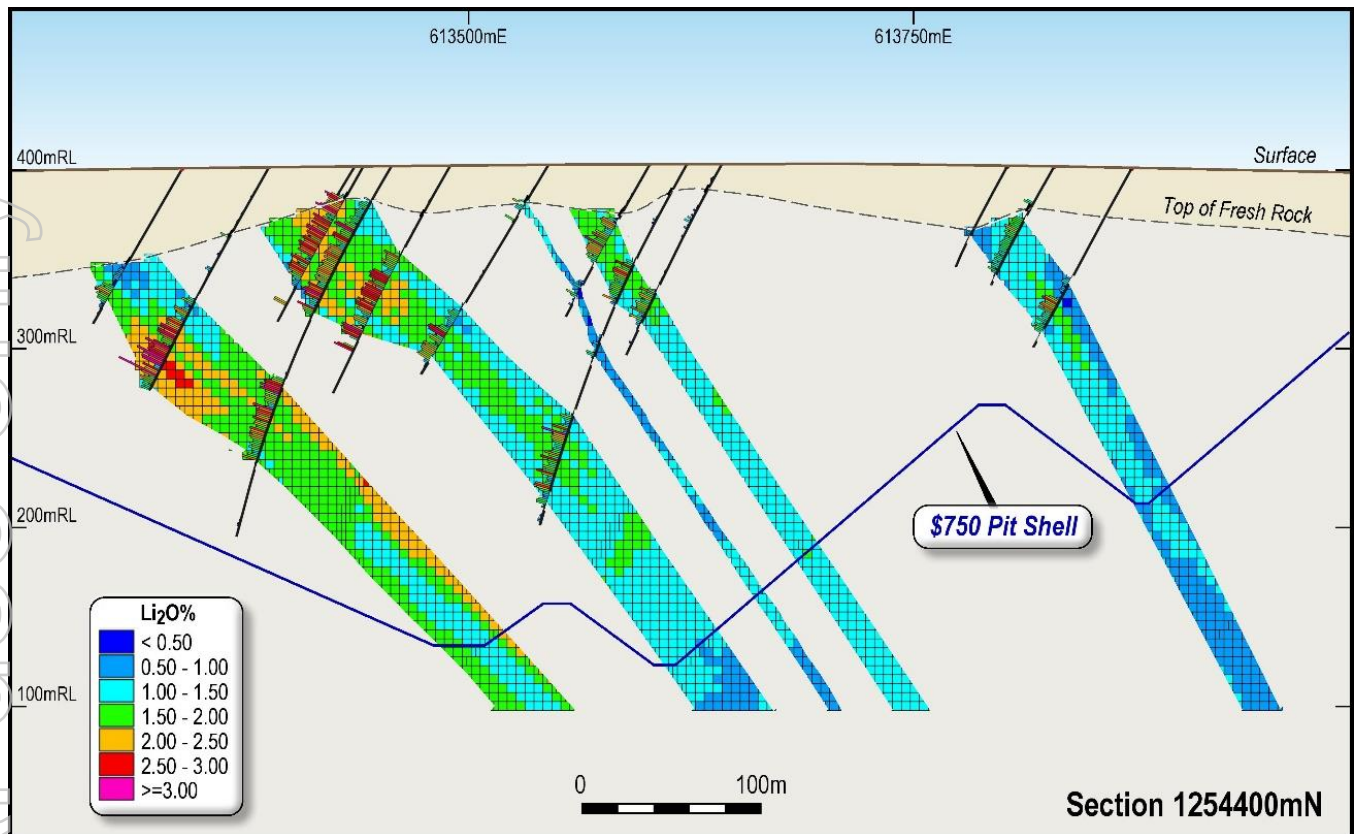 613500mE
613750mE
400mRL
Surface
Top of Fresh Rock
300mRL
200mRL
$750 Pit Shell
Li₂O%
< 0.50
0.50 - 1.00
1.00 - 1.50
1.50 - 2.00
2.00 - 2.50
2.50 - 3.00
>=3.00
100mRL
0 100m
Section 1254400mN